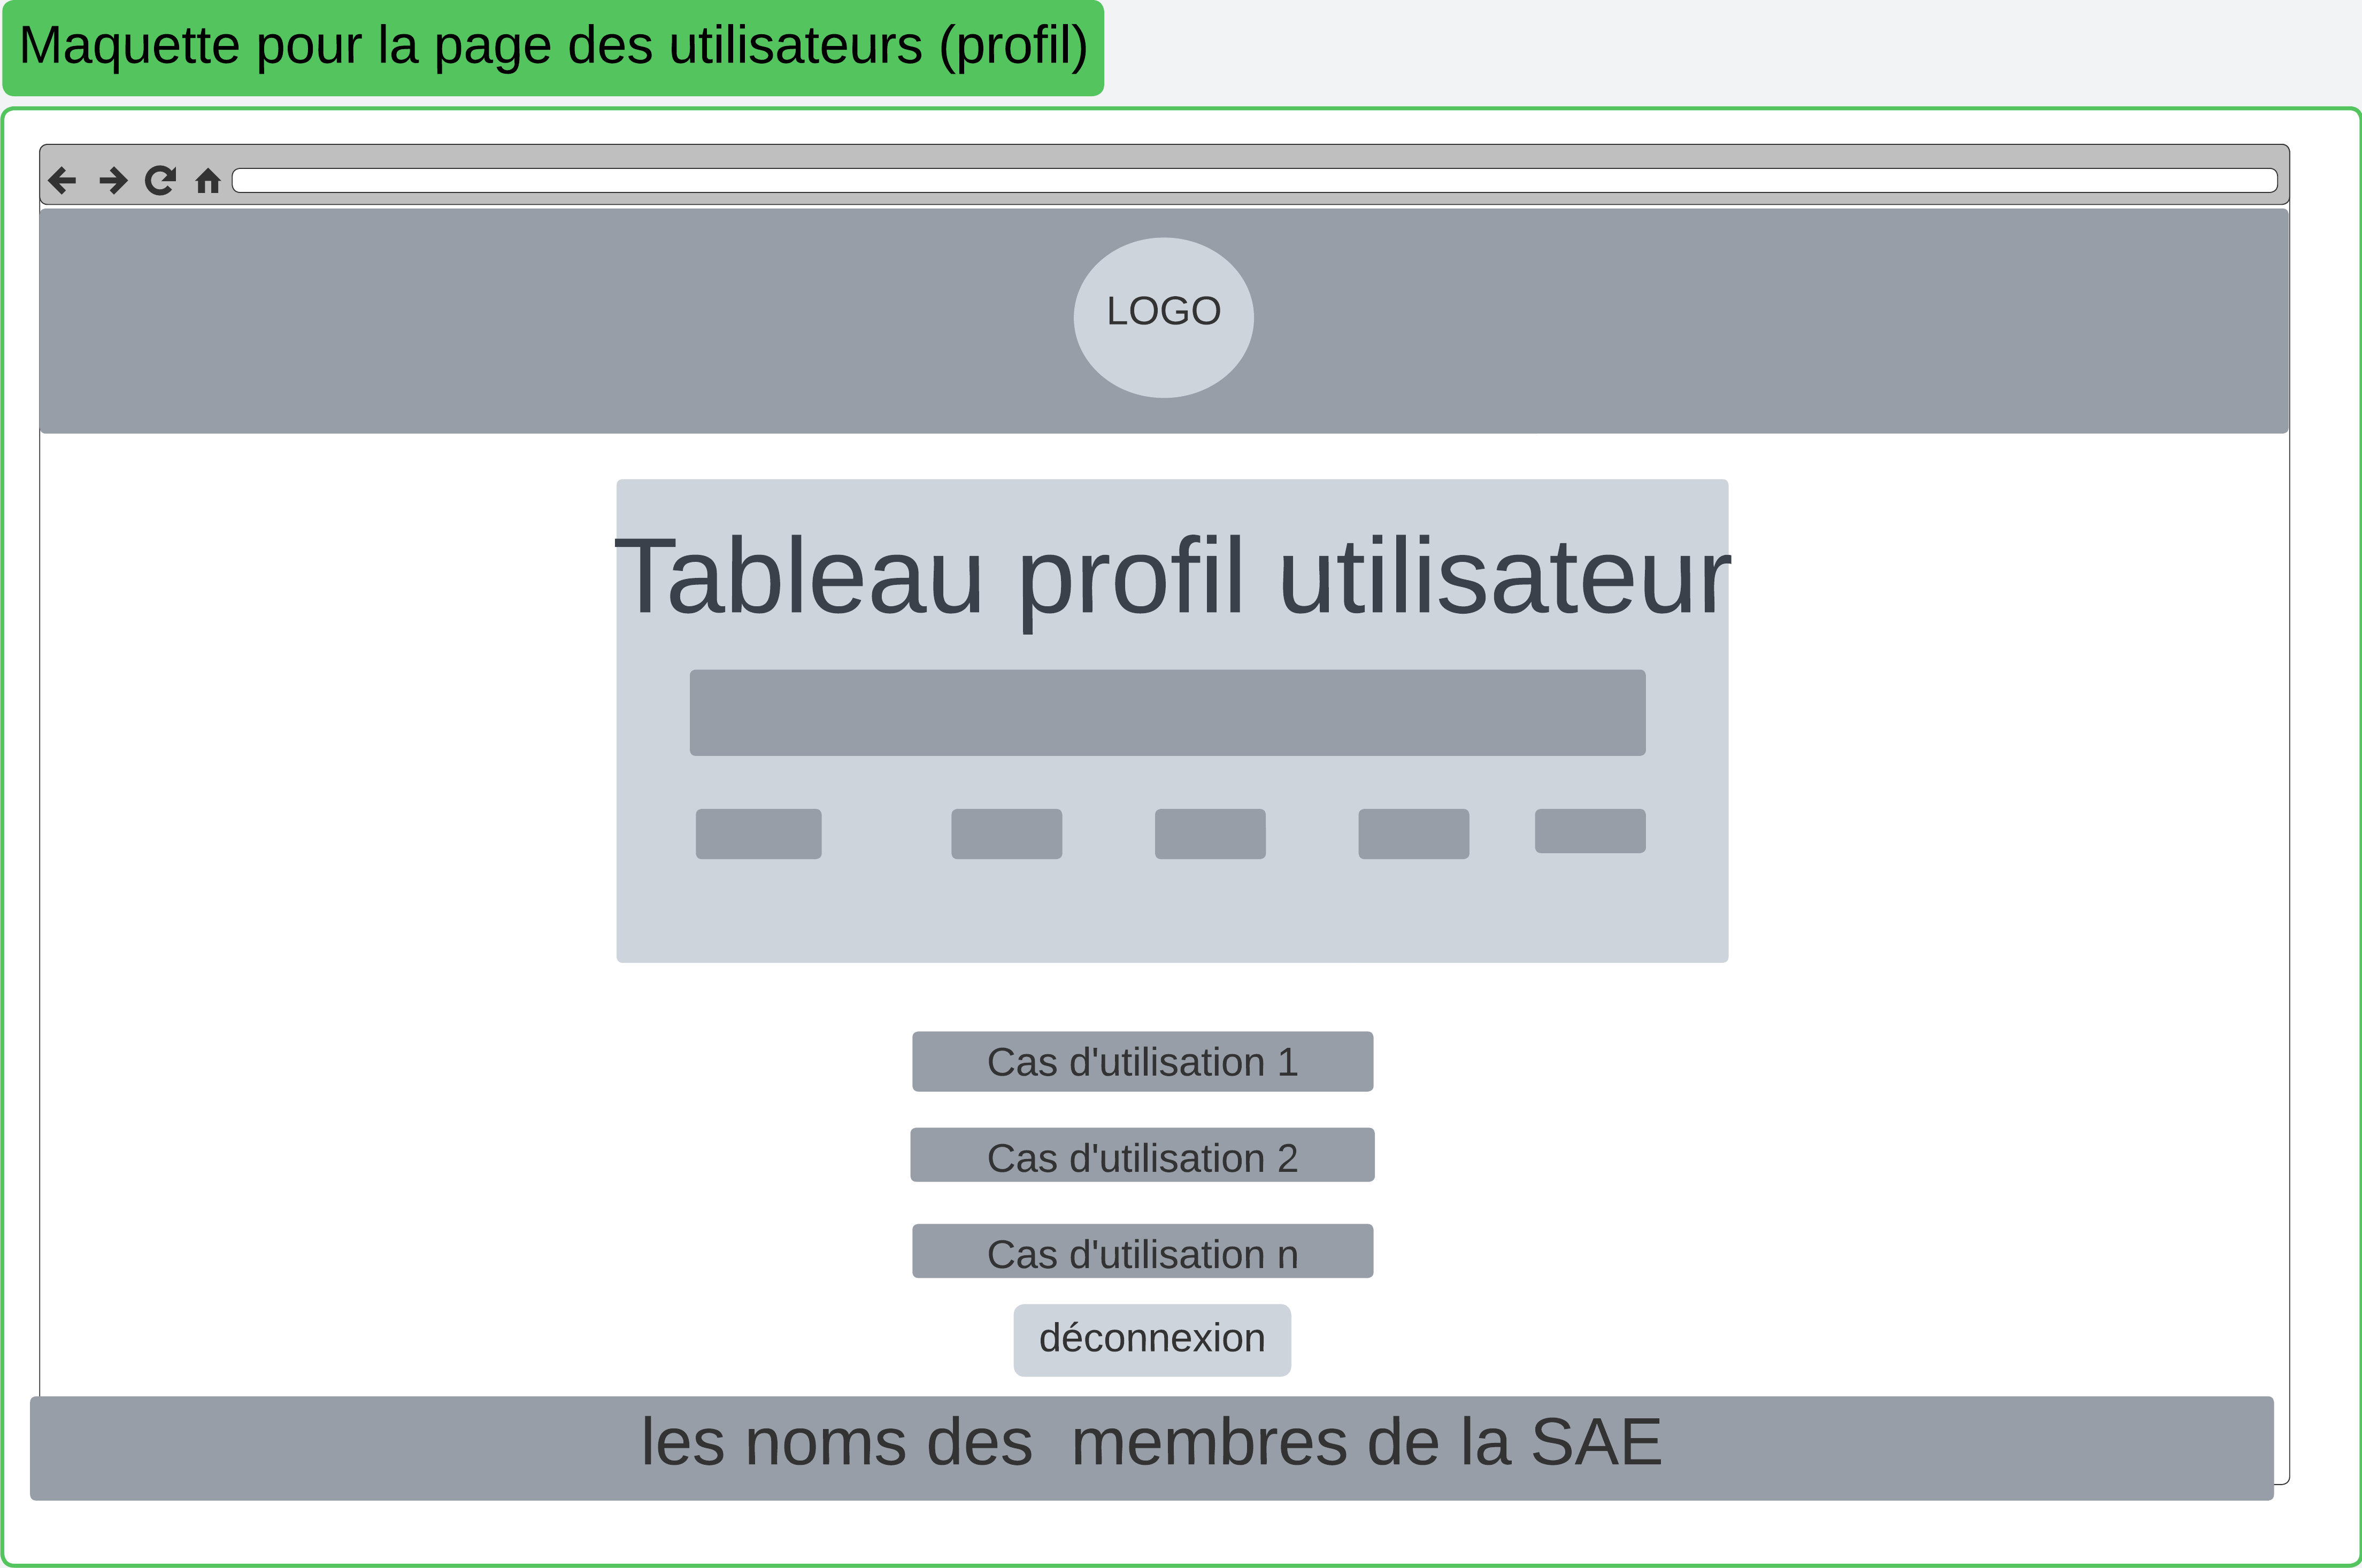 Maquette pour la page des utilisateurs (profil)
LOGO
Tableau profil utilisateur
Cas d'utilisation 1
Cas d'utilisation 2
Cas d'utilisation n
déconnexion
les noms des  membres de la SAE